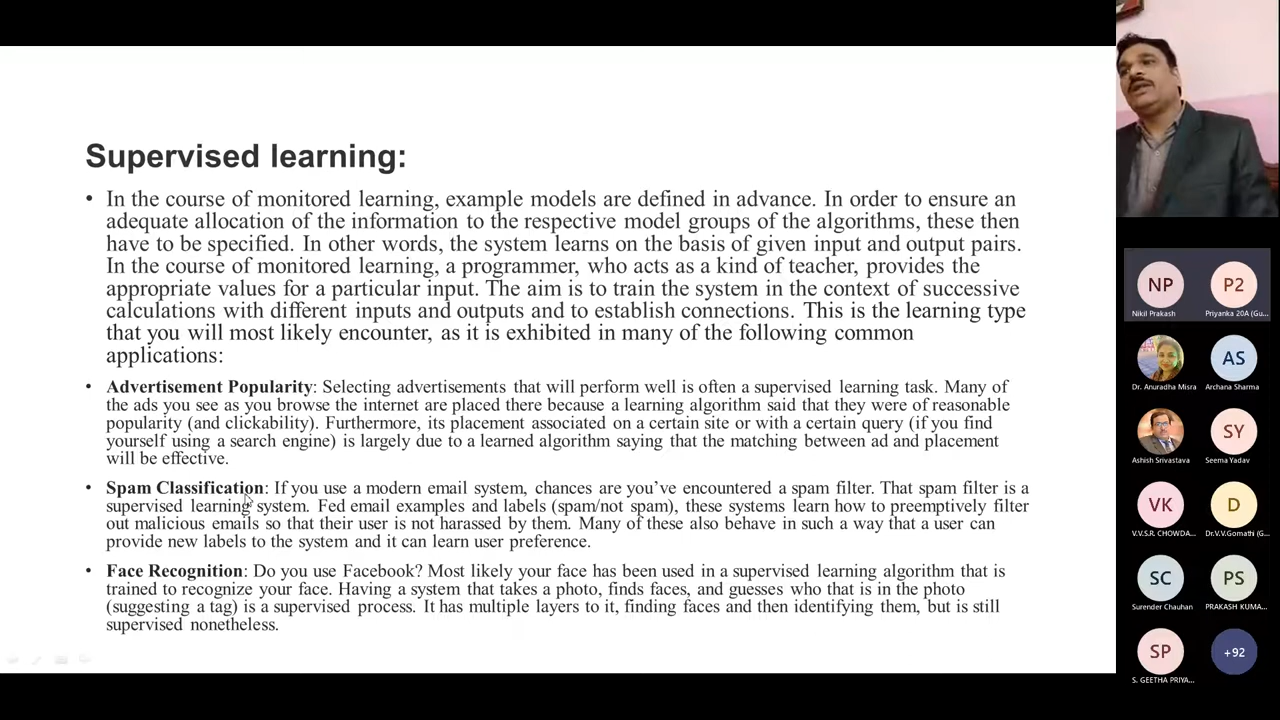 Supervised learning:
• In the course of monitored learning, example models are defined in advance. In order to ensure an
adequate allocation of the information to the respective model groups of the algorithms, these then
have to be specified. In other words, the system learns on the basis of given input and output pairs.
In the course of monitored learning, a programmer, who acts as a kind of teacher, provides the
appropriate values for a particular input. The aim is to train the system in the context of successive
calculations with different inputs and outputs and to establish connections. This is the learning type
that you will most likely encounter, as it is exhibited in many of the following common
applications:
• Advertisement Popularity: Selecting advertisements that will perform well is often a supervised learning task. Many of
the ads you see as you browse the internet are placed there because a learning algorithm said that they were of reasonable
popularity (and clickability). Furthermore, its placement associated on a certain site or with a certain query (if you find
yourself using a search engine) is largely due to a learned algorithm saying that the matching between ad and placement
will be effective.
• Spam Classification: If you use a modern email system, chances are you’ve encountered a spam filter. That spam filter is a
supervised learning system. Fed email examples and labels (spam/not spam), these systems learn how to preemptively filter
out malicious emails so that their user is not harassed by them. Many of these also behave in such a way that a user can
provide new labels to the system and it can learn user preference.
• Face Recognition: Do you use Facebook? Most likely your face has been used in a supervised learning algorithm that is
trained to recognize your face. Having a system that takes a photo, finds faces, and guesses who that is in the photo
(suggesting a tag) is a supervised process. It has multiple layers to it, finding faces and then identifying them, but is still
supervised nonetheless.
NP P2
Nikil Prakash Priyanka 20A (Gu...
AS
Dr. Anuradha Misra Archana Sharma
SY
Ashish Srivastava Seema Yadav
VK D
V.V.S.R. CHOWDA... Dr.V.V.Gomathi (G...
SC PS
Surender Chauhan PRAKASH KUMA...
SP +92
S. GEETHA PRIYA...